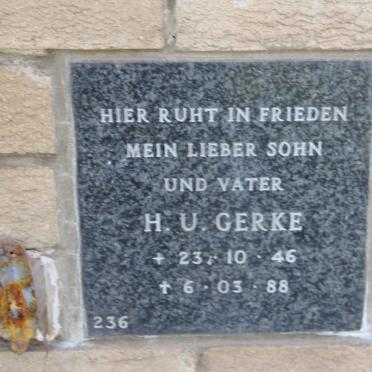 HIER RUHT IN FRIEDEN
MEIN LIEBER SOHN
UND VATER
H. U. GERKE
+ 23 · 10 · 46
✝ 6 · 03 · 88
236